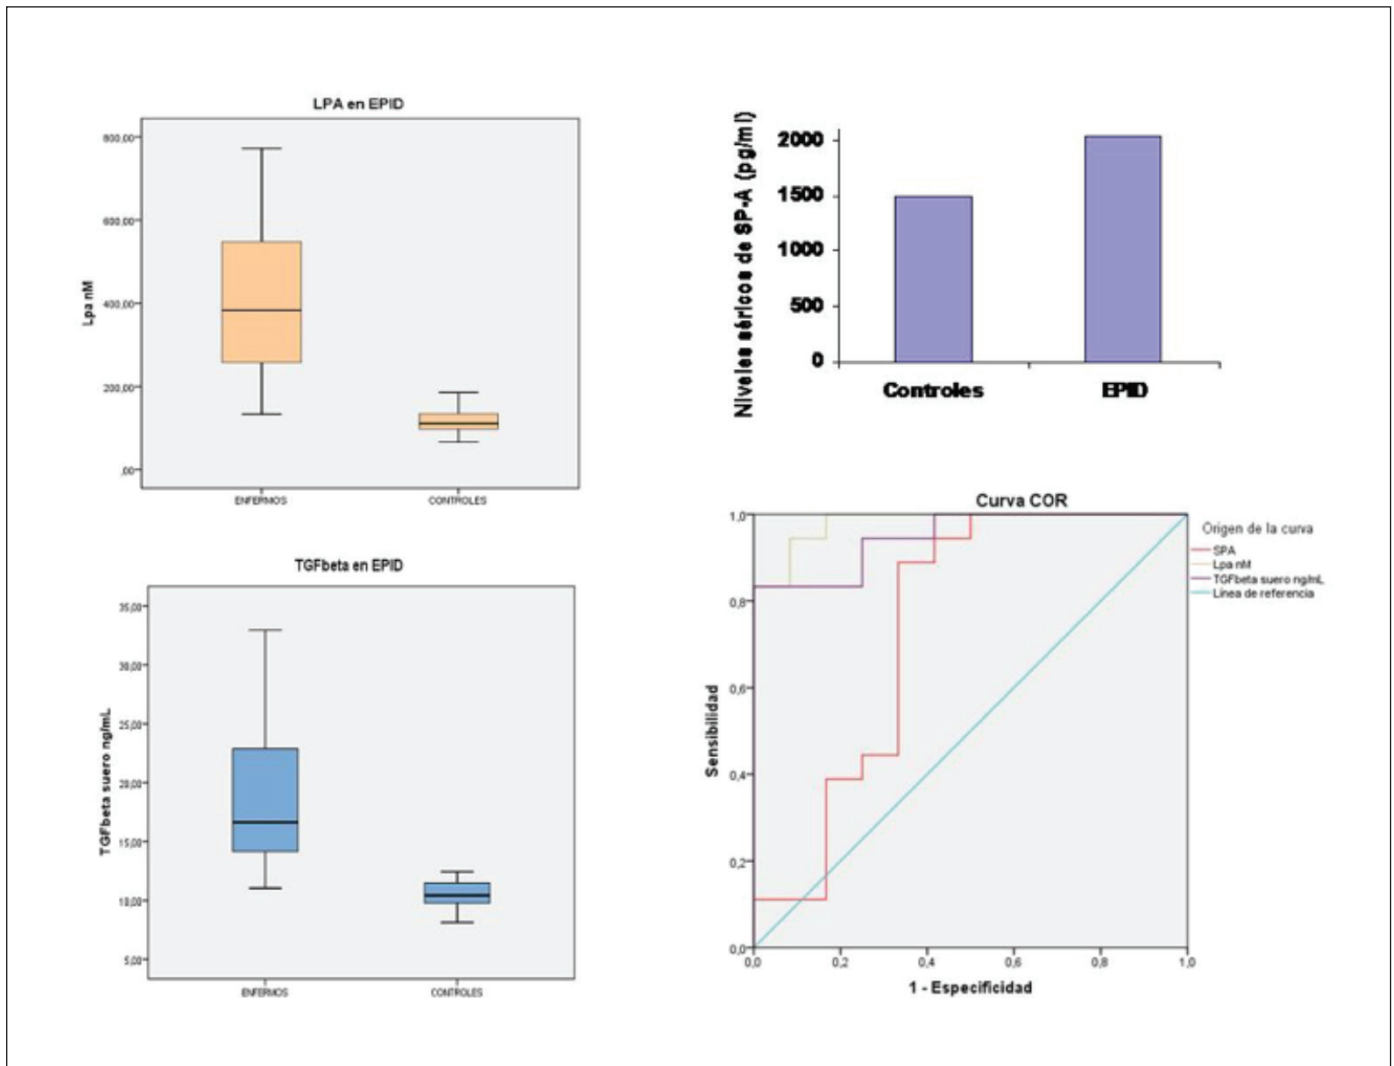 LPA en EPID
Lpa nM
800,00
600,00
400,00
200,00
,00
ENFERMOS CONTROLES
Niveles séricos de SP-A (pg/ml)
2000
1500
1000
500
0
Controles EPID
TGFbeta en EPID
TGFbeta suero ng/mL
35,00
30,00
25,00
20,00
15,00
10,00
5,00
ENFERMOS CONTROLES
Curva COR
Sensibilidad
1,0
0,8
0,6
0,4
0,2
0,0
0,0 0,2 0,4 0,6 0,8 1,0
1 - Especificidad
Origen de la curva
SPA
Lpa nM
TGFbeta suero ng/mL
Línea de referencia